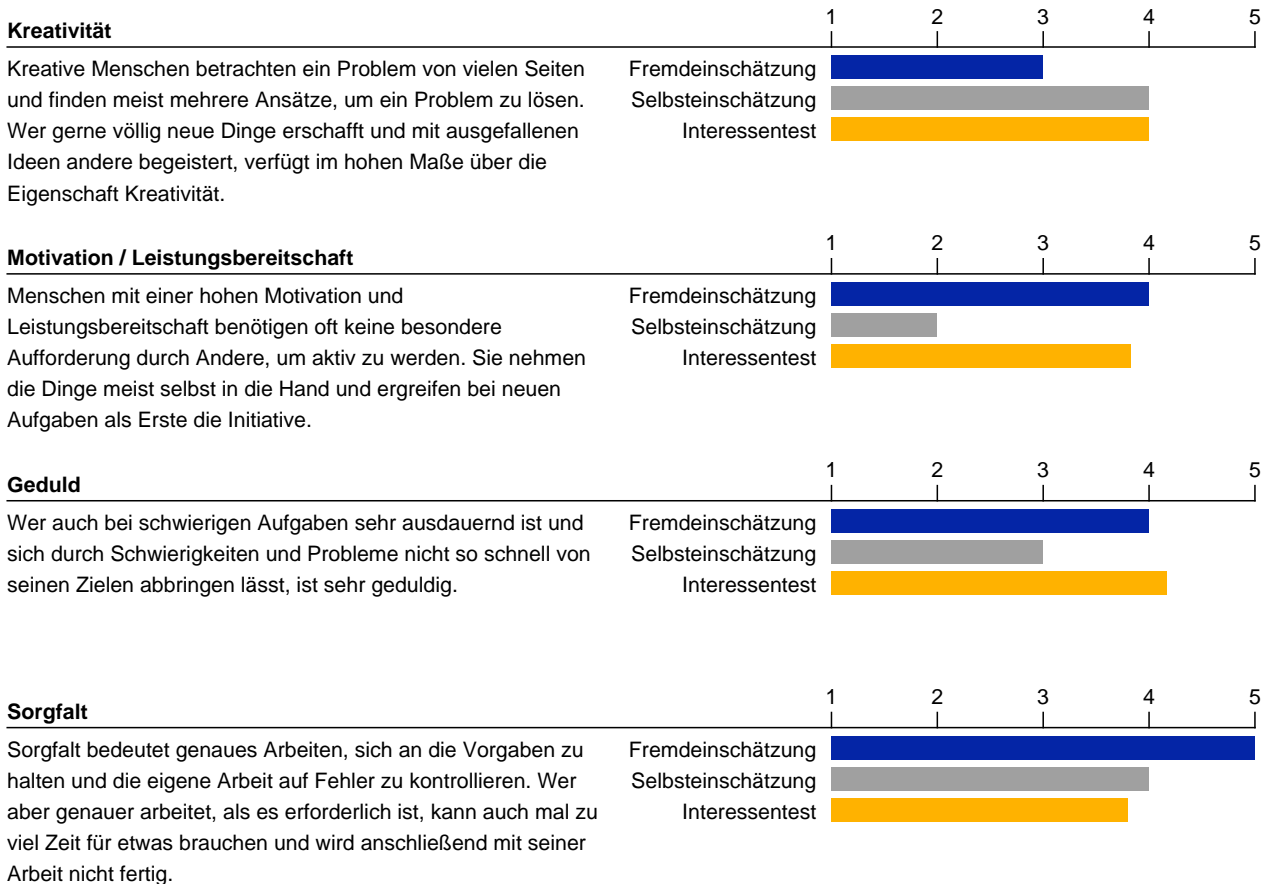 Kreativität
1 2 3 4 5
Kreative Menschen betrachten ein Problem von vielen Seiten
und finden meist mehrere Ansätze, um ein Problem zu lösen.
Wer gerne völlig neue Dinge erschafft und mit ausgefallenen
Ideen andere begeistert, verfügt im hohen Maße über die
Eigenschaft Kreativität.
Fremdeinschätzung
Selbsteinschätzung
Interessentest
Motivation / Leistungsbereitschaft
1 2 3 4 5
Menschen mit einer hohen Motivation und
Leistungsbereitschaft benötigen oft keine besondere
Aufforderung durch Andere, um aktiv zu werden. Sie nehmen
die Dinge meist selbst in die Hand und ergreifen bei neuen
Aufgaben als Erste die Initiative.
Fremdeinschätzung
Selbsteinschätzung
Interessentest
Geduld
1 2 3 4 5
Wer auch bei schwierigen Aufgaben sehr ausdauernd ist und
sich durch Schwierigkeiten und Probleme nicht so schnell von
seinen Zielen abbringen lässt, ist sehr geduldig.
Fremdeinschätzung
Selbsteinschätzung
Interessentest
Sorgfalt
1 2 3 4 5
Sorgfalt bedeutet genaues Arbeiten, sich an die Vorgaben zu
halten und die eigene Arbeit auf Fehler zu kontrollieren. Wer
aber genauer arbeitet, als es erforderlich ist, kann auch mal zu
viel Zeit für etwas brauchen und wird anschließend mit seiner
Arbeit nicht fertig.
Fremdeinschätzung
Selbsteinschätzung
Interessentest